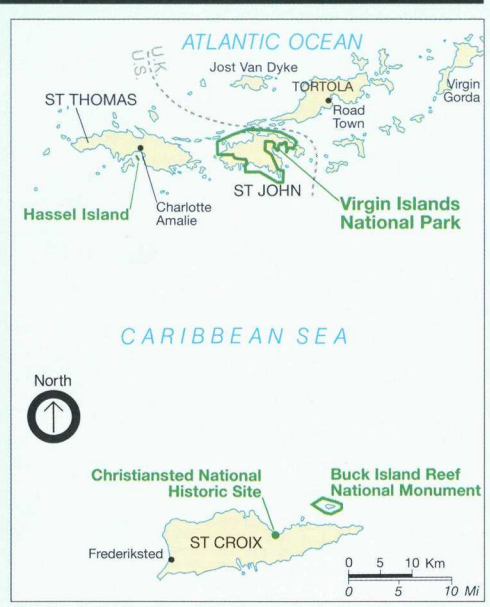 ATLANTIC OCEAN
U.K.
U.S.
Jost Van Dyke
TORTOLA
Virgin
Gorda
ST THOMAS
Road
Town
ST JOHN
Hassel Island
Charlotte
Amalie
Virgin Islands
National Park
CARIBBEAN SEA
North
Christiansted National
Historic Site
Buck Island Reef
National Monument
ST CROIX
Frederiksted
0 5 10 Km
0 5 10 Mi